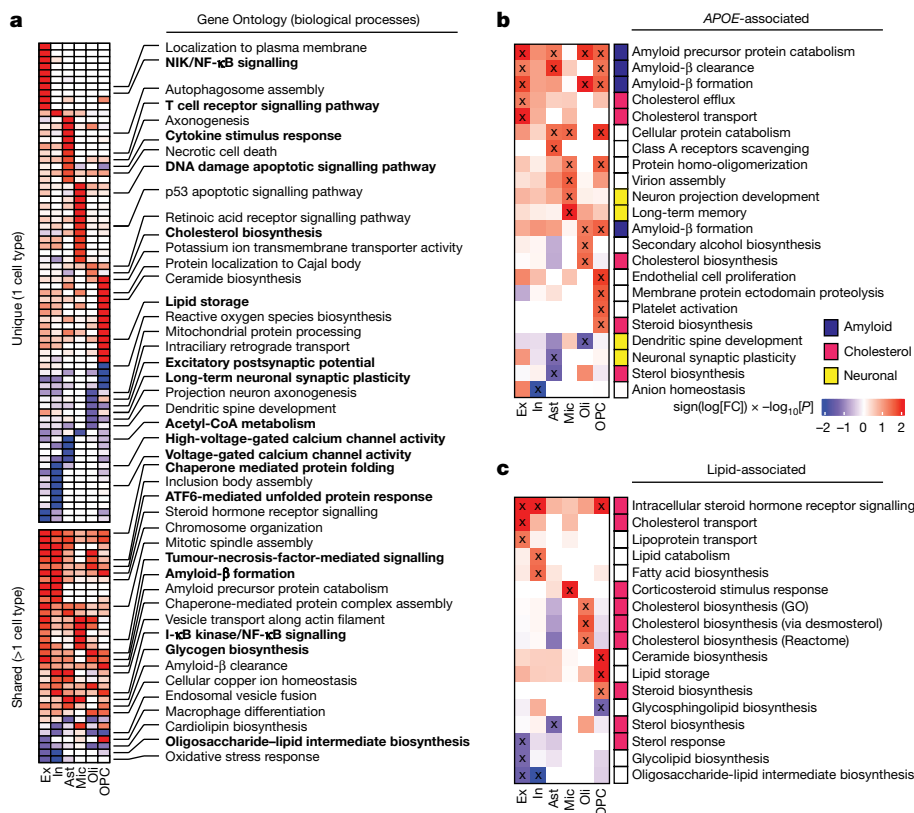 a
Gene Ontology (biological processes)
Unique (1 cell type)
Localization to plasma membrane
NIK/NF-κB signalling
Autophagosome assembly
T cell receptor signalling pathway
Axonogenesis
Cytokine stimulus response
Necrotic cell death
DNA damage apoptotic signalling pathway
p53 apoptotic signalling pathway
Retinoic acid receptor signalling pathway
Cholesterol biosynthesis
Potassium ion transmembrane transporter activity
Protein localization to Cajal body
Ceramide biosynthesis
Lipid storage
Reactive oxygen species biosynthesis
Mitochondrial protein processing
Intraciliary retrograde transport
Excitatory postsynaptic potential
Long-term neuronal synaptic plasticity
Projection neuron axonogenesis
Dendritic spine development
Acetyl-CoA metabolism
High-voltage-gated calcium channel activity
Voltage-gated calcium channel activity
Chaperone mediated protein folding
Inclusion body assembly
ATF6-mediated unfolded protein response
Steroid hormone receptor signalling
Chromosome organization
Mitotic spindle assembly
Tumour-necrosis-factor-mediated signalling
Amyloid-β formation
Amyloid precursor protein catabolism
Chaperone-mediated protein complex assembly
Vesicle transport along actin filament
I-κB kinase/NF-κB signalling
Glycogen biosynthesis
Amyloid-β clearance
Cellular copper ion homeostasis
Endosomal vesicle fusion
Macrophage differentiation
Cardiolipin biosynthesis
Oligosaccharide–lipid intermediate biosynthesis
Oxidative stress response
Shared (>1 cell type)
Ex In Ast Mic Oli OPC
b
APOE-associated
x x x x Amyloid precursor protein catabolism
x x x Amyloid-β clearance
x x x Amyloid-β formation
x Cholesterol efflux
x Cholesterol transport
x x x Cellular protein catabolism
x Class A receptors scavenging
x x Protein homo-oligomerization
x Virion assembly
x Neuron projection development
x Long-term memory
x x Amyloid-β formation
x Secondary alcohol biosynthesis
x Cholesterol biosynthesis
x Endothelial cell proliferation
x Membrane protein ectodomain proteolysis
x Platelet activation
x Steroid biosynthesis
x Dendritic spine development
x Neuronal synaptic plasticity
x Sterol biosynthesis
x Anion homeostasis
Ex In Ast Mic Oli OPC
Amyloid
Cholesterol
Neuronal
sign(log[FC]) × −log10[P]
−2 −1 0 1 2
c
Lipid-associated
x x x Intracellular steroid hormone receptor signalling
x Cholesterol transport
x Lipoprotein transport
x Lipid catabolism
x Fatty acid biosynthesis
x Corticosteroid stimulus response
x Cholesterol biosynthesis (GO)
x Cholesterol biosynthesis (via desmosterol)
x Cholesterol biosynthesis (Reactome)
x Ceramide biosynthesis
x Lipid storage
x Steroid biosynthesis
x Glycosphingolipid biosynthesis
x Sterol biosynthesis
x Sterol response
x Glycolipid biosynthesis
x x Oligosaccharide-lipid intermediate biosynthesis
Ex In Ast Mic Oli OPC